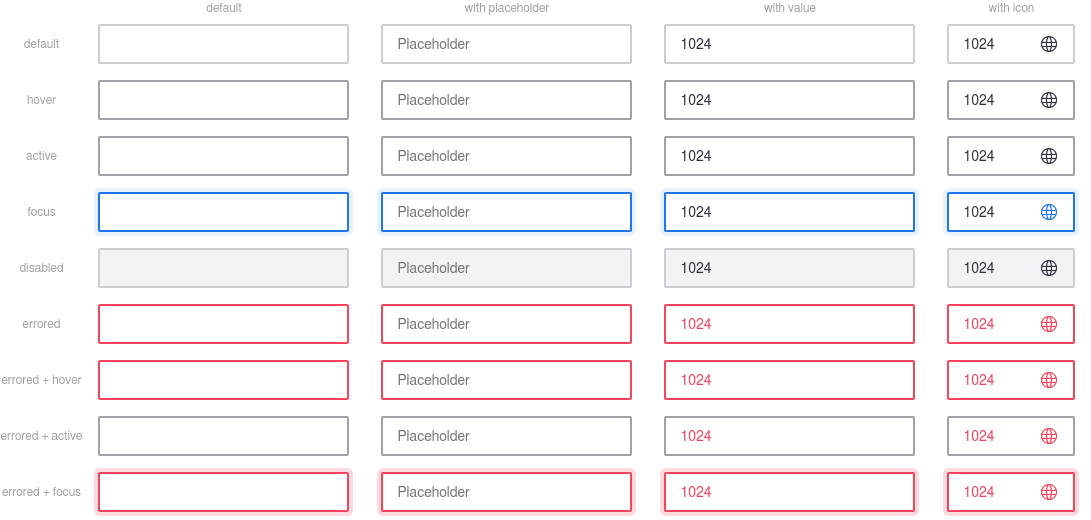 default with placeholder with value with icon
default Placeholder 1024 1024
hover Placeholder 1024 1024
active Placeholder 1024 1024
focus Placeholder 1024 1024
disabled Placeholder 1024 1024
errored Placeholder 1024 1024
errored + hover Placeholder 1024 1024
errored + active Placeholder 1024 1024
errored + focus Placeholder 1024 1024